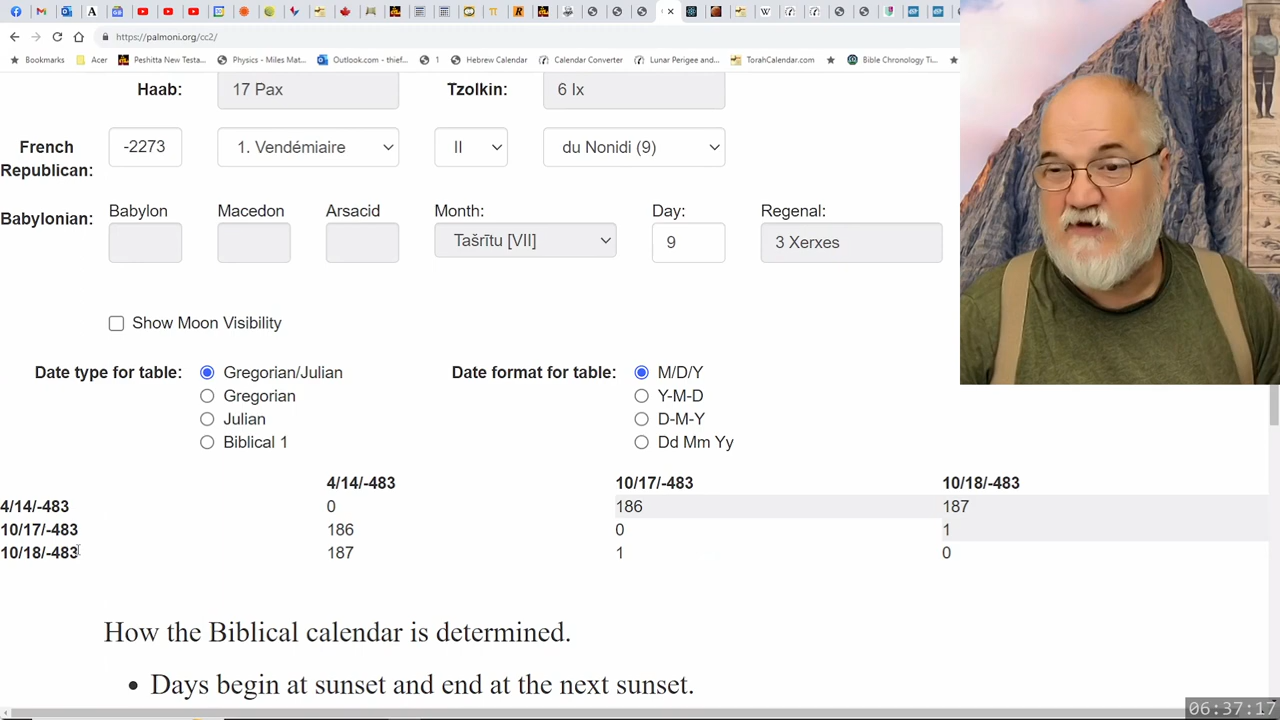 https://palmoni.org/cc2/
Bookmarks Acer Peshitta New Testa... Physics - Miles Mat... Outlook.com - thief... 1 Hebrew Calendar Calendar Converter Lunar Perigee and... TorahCalendar.com Bible Chronology Ti...
Haab: 17 Pax Tzolkin: 6 Ix
French Republican: -2273 1. Vendémiaire II du Nonidi (9)
Babylonian: Babylon Macedon Arsacid Month: Day: Regenal:
Tašrītu [VII] 9 3 Xerxes
Show Moon Visibility
Date type for table: Gregorian/Julian Date format for table: M/D/Y
Gregorian Y-M-D
Julian D-M-Y
Biblical 1 Dd Mm Yy
4/14/-483 10/17/-483 10/18/-483
4/14/-483 0 186 187
10/17/-483 186 0 1
10/18/-483 187 1 0
How the Biblical calendar is determined.
• Days begin at sunset and end at the next sunset.
06:37:17